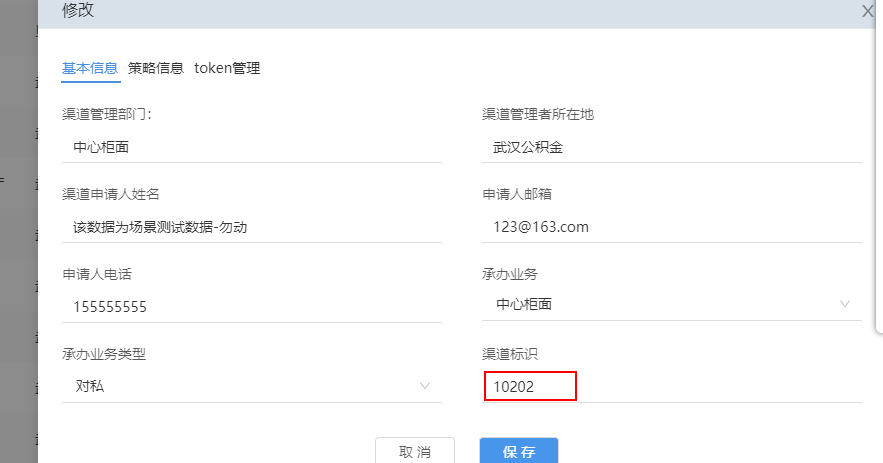 修改
基本信息 策略信息 token管理
渠道管理部门：
渠道管理者所在地
中心柜面
武汉公积金
渠道申请人姓名
申请人邮箱
该数据为场景测试数据-勿动
123@163.com
申请人电话
承办业务
155555555
中心柜面
承办业务类型
渠道标识
对私
10202
取 消
保 存